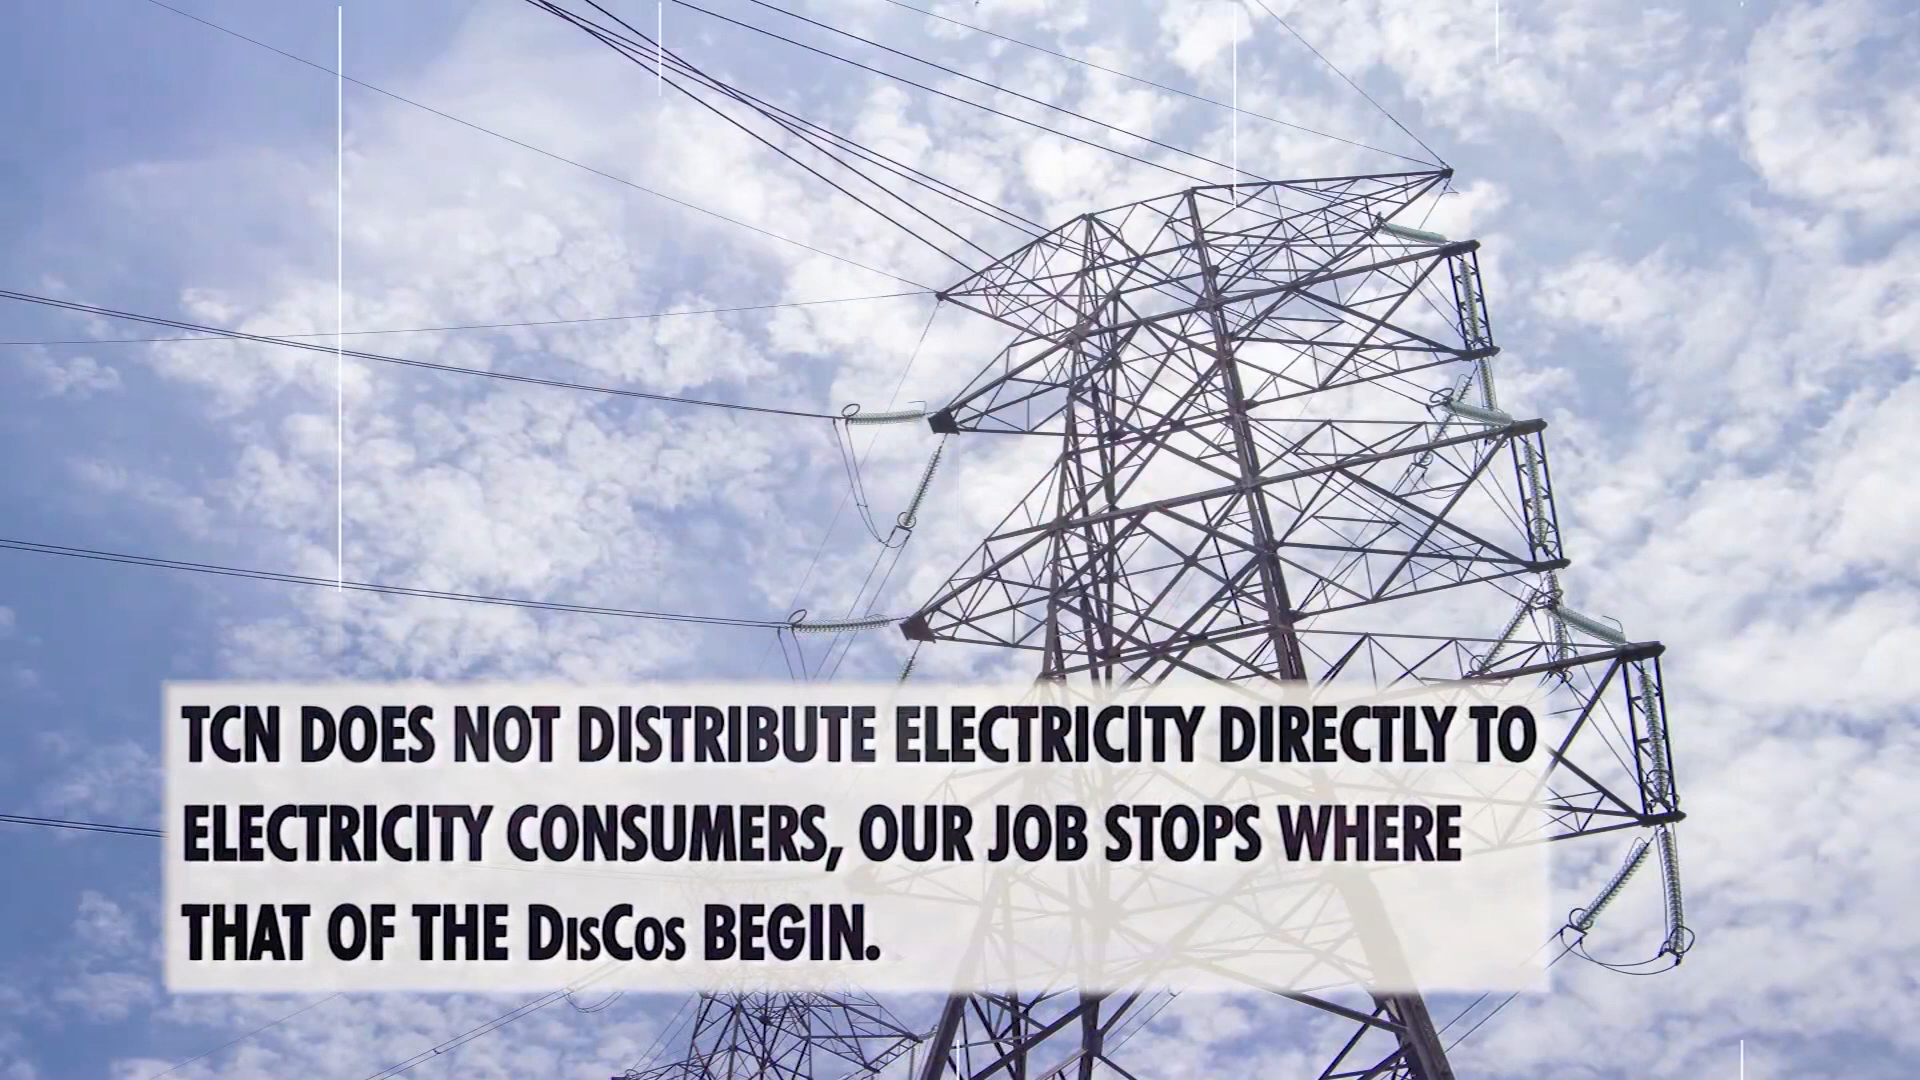 TCN DOES NOT DISTRIBUTE ELECTRICITY DIRECTLY TO
ELECTRICITY CONSUMERS, OUR JOB STOPS WHERE
THAT OF THE DisCos BEGIN.